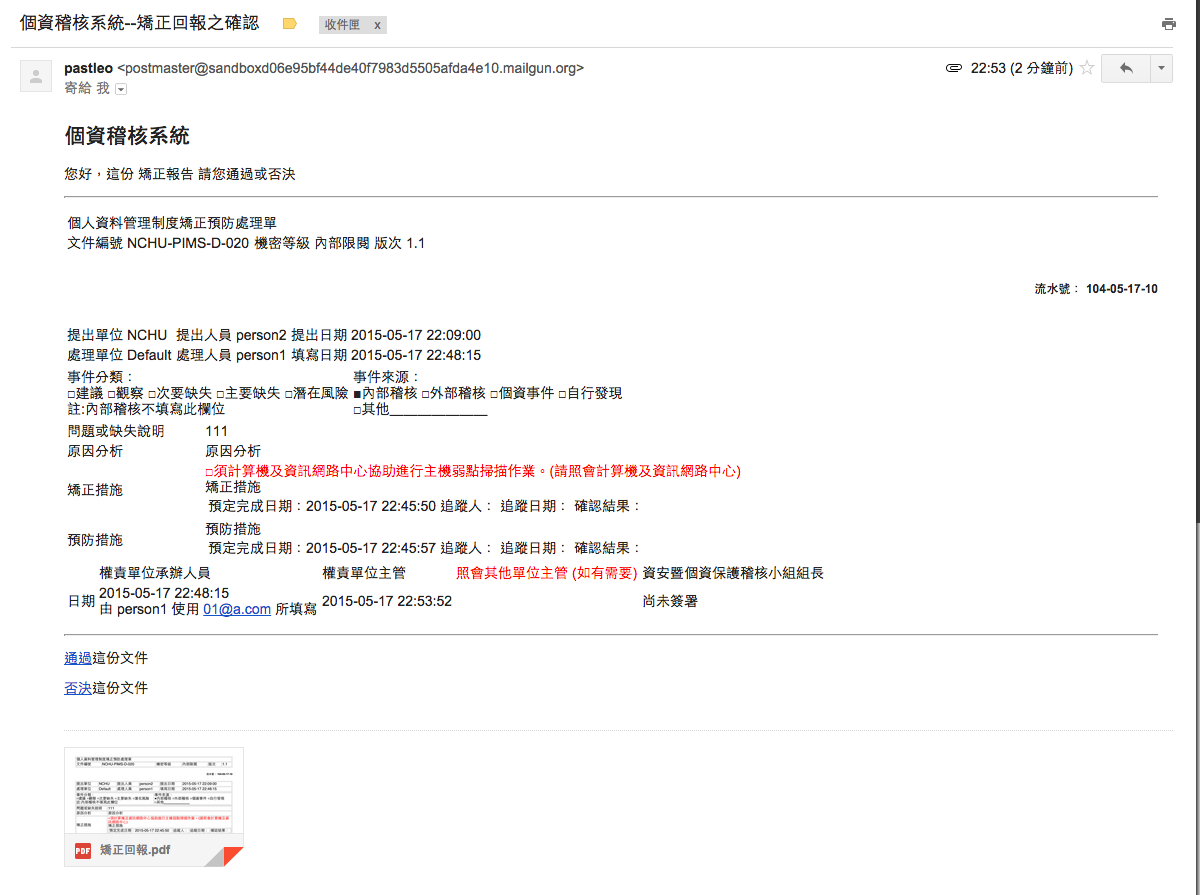 個資稽核系統--矯正回報之確認 收件匣 x
pastleo <postmaster@sandboxd06e95bf44de40f7983d5505afda4e10.mailgun.org> 22:53 (2 分鐘前)
寄給 我
個資稽核系統
您好，這份 矯正報告 請您通過或否決
個人資料管理制度矯正預防處理單
文件編號 NCHU-PIMS-D-020 機密等級 內部限閱 版次 1.1
流水號： 104-05-17-10
提出單位 NCHU 提出人員 person2 提出日期 2015-05-17 22:09:00
處理單位 Default 處理人員 person1 填寫日期 2015-05-17 22:48:15
事件分類： 事件來源：
□建議 □觀察 □次要缺失 □主要缺失 □潛在風險 ■內部稽核 □外部稽核 □個資事件 □自行發現
註:內部稽核不填寫此欄位 □其他______________
問題或缺失說明 111
原因分析 原因分析
□須計算機及資訊網路中心協助進行主機弱點掃描作業。(請照會計算機及資訊網路中心)
矯正措施 矯正措施
預定完成日期：2015-05-17 22:45:50 追蹤人： 追蹤日期： 確認結果：
預防措施 預防措施
預定完成日期：2015-05-17 22:45:57 追蹤人： 追蹤日期： 確認結果：
權責單位承辦人員 權責單位主管 照會其他單位主管 (如有需要) 資安暨個資保護稽核小組組長
日期 2015-05-17 22:48:15 2015-05-17 22:53:52 尚未簽署
由 person1 使用 01@a.com 所填寫
通過這份文件
否決這份文件
PDF 矯正回報.pdf